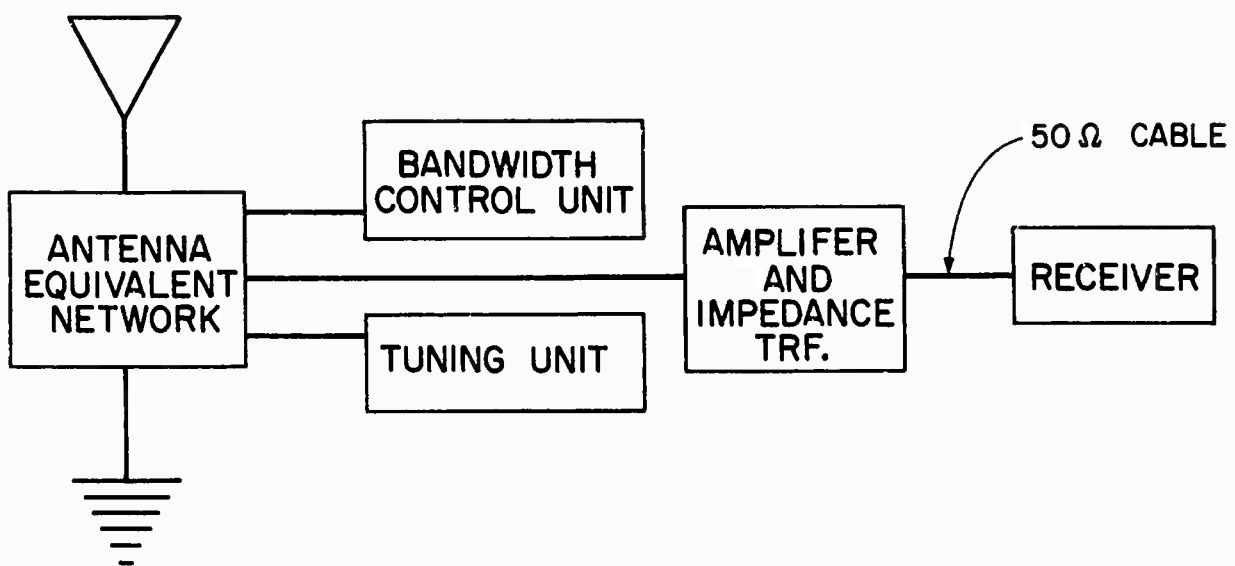 50 Ω CABLE
BANDWIDTH
CONTROL UNIT
ANTENNA
EQUIVALENT
NETWORK
AMPLIFER
AND
IMPEDANCE
TRF.
RECEIVER
TUNING UNIT